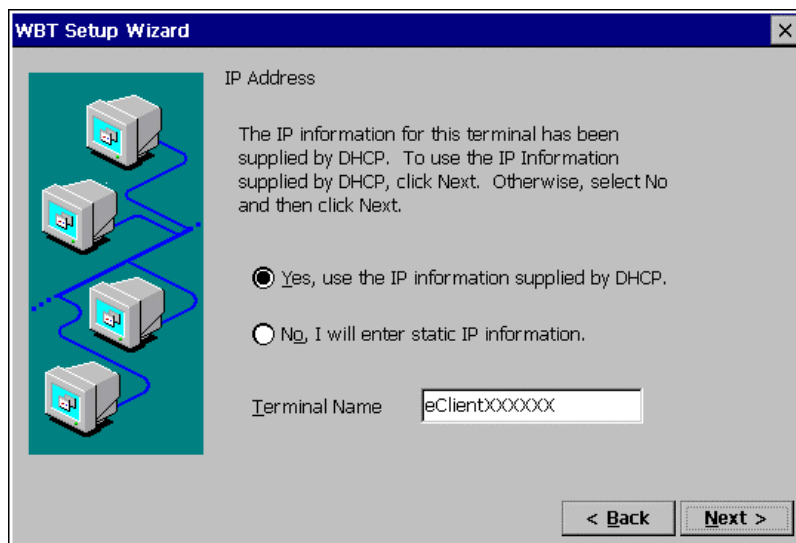 WBT Setup Wizard
IP Address
The IP information for this terminal has been
supplied by DHCP. To use the IP Information
supplied by DHCP, click Next. Otherwise, select No
and then click Next.
Yes, use the IP information supplied by DHCP.
No, I will enter static IP information.
Terminal Name eClientXXXXXX
< Back Next >